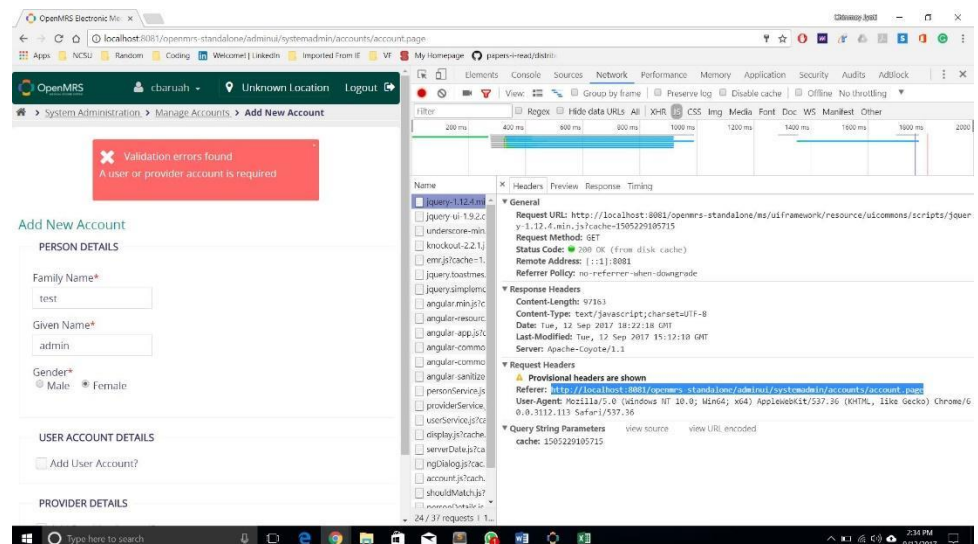 OpenMRS Electronic Me
localhost:8081/openmrs-standalone/adminui/systemadmin/accounts/account.page
Apps NCSU Random Coding Welcome! | LinkedIn Imported From IE VF My Homepage papers-i-read/distrib
OpenMRS cbaruah Unknown Location Logout
System Administration > Manage Accounts > Add New Account
Validation errors found
A user or provider account is required
Add New Account
PERSON DETAILS
Family Name*
test
Given Name*
admin
Gender*
Male Female
USER ACCOUNT DETAILS
Add User Account?
PROVIDER DETAILS
Elements Console Sources Network Performance Memory Application Security Audits AdBlock
View: Group by frame Preserve log Disable cache Offline No throttling
Filter Regex Hide data URLs All XHR JS CSS Img Media Font Doc WS Manifest Other
200 ms 400 ms 600 ms 800 ms 1000 ms 1200 ms 1400 ms 1600 ms 1800 ms 2000
Name
jquery-1.12.4.mi
jquery-ui-1.9.2.c
underscore-min.
knockout-2.2.1.j
emr.js?cache=1.
jquery.toastmes.
jquery.simplemo
angular.min.js?c
angular-resourc.
angular-app.js?c
angular-commo
angular-commo
angular-sanitize
personService.js
providerService.
userService.js?ca
display.js?cache.
serverDate.js?ca
ngDialog.js?cac.
account.js?cach.
shouldMatch.js?
personDetails.js
24 / 37 requests | 1...
Headers Preview Response Timing
General
Request URL: http://localhost:8081/openmrs-standalone/ms/uiframework/resource/uicommons/scripts/jquer
y-1.12.4.min.js?cache=1505229105715
Request Method: GET
Status Code: 200 OK (from disk cache)
Remote Address: [::1]:8081
Referrer Policy: no-referrer-when-downgrade
Response Headers
Content-Length: 97163
Content-Type: text/javascript;charset=UTF-8
Date: Tue, 12 Sep 2017 18:22:18 GMT
Last-Modified: Tue, 12 Sep 2017 15:12:10 GMT
Server: Apache-Coyote/1.1
Request Headers
Provisional headers are shown
Referer: http://localhost:8081/openmrs-standalone/adminui/systemadmin/accounts/account.page
User-Agent: Mozilla/5.0 (Windows NT 10.0; Win64; x64) AppleWebKit/537.36 (KHTML, like Gecko) Chrome/6
0.0.3112.113 Safari/537.36
Query String Parameters view source view URL encoded
cache: 1505229105715
Type here to search
2:34 PM
9/12/2017